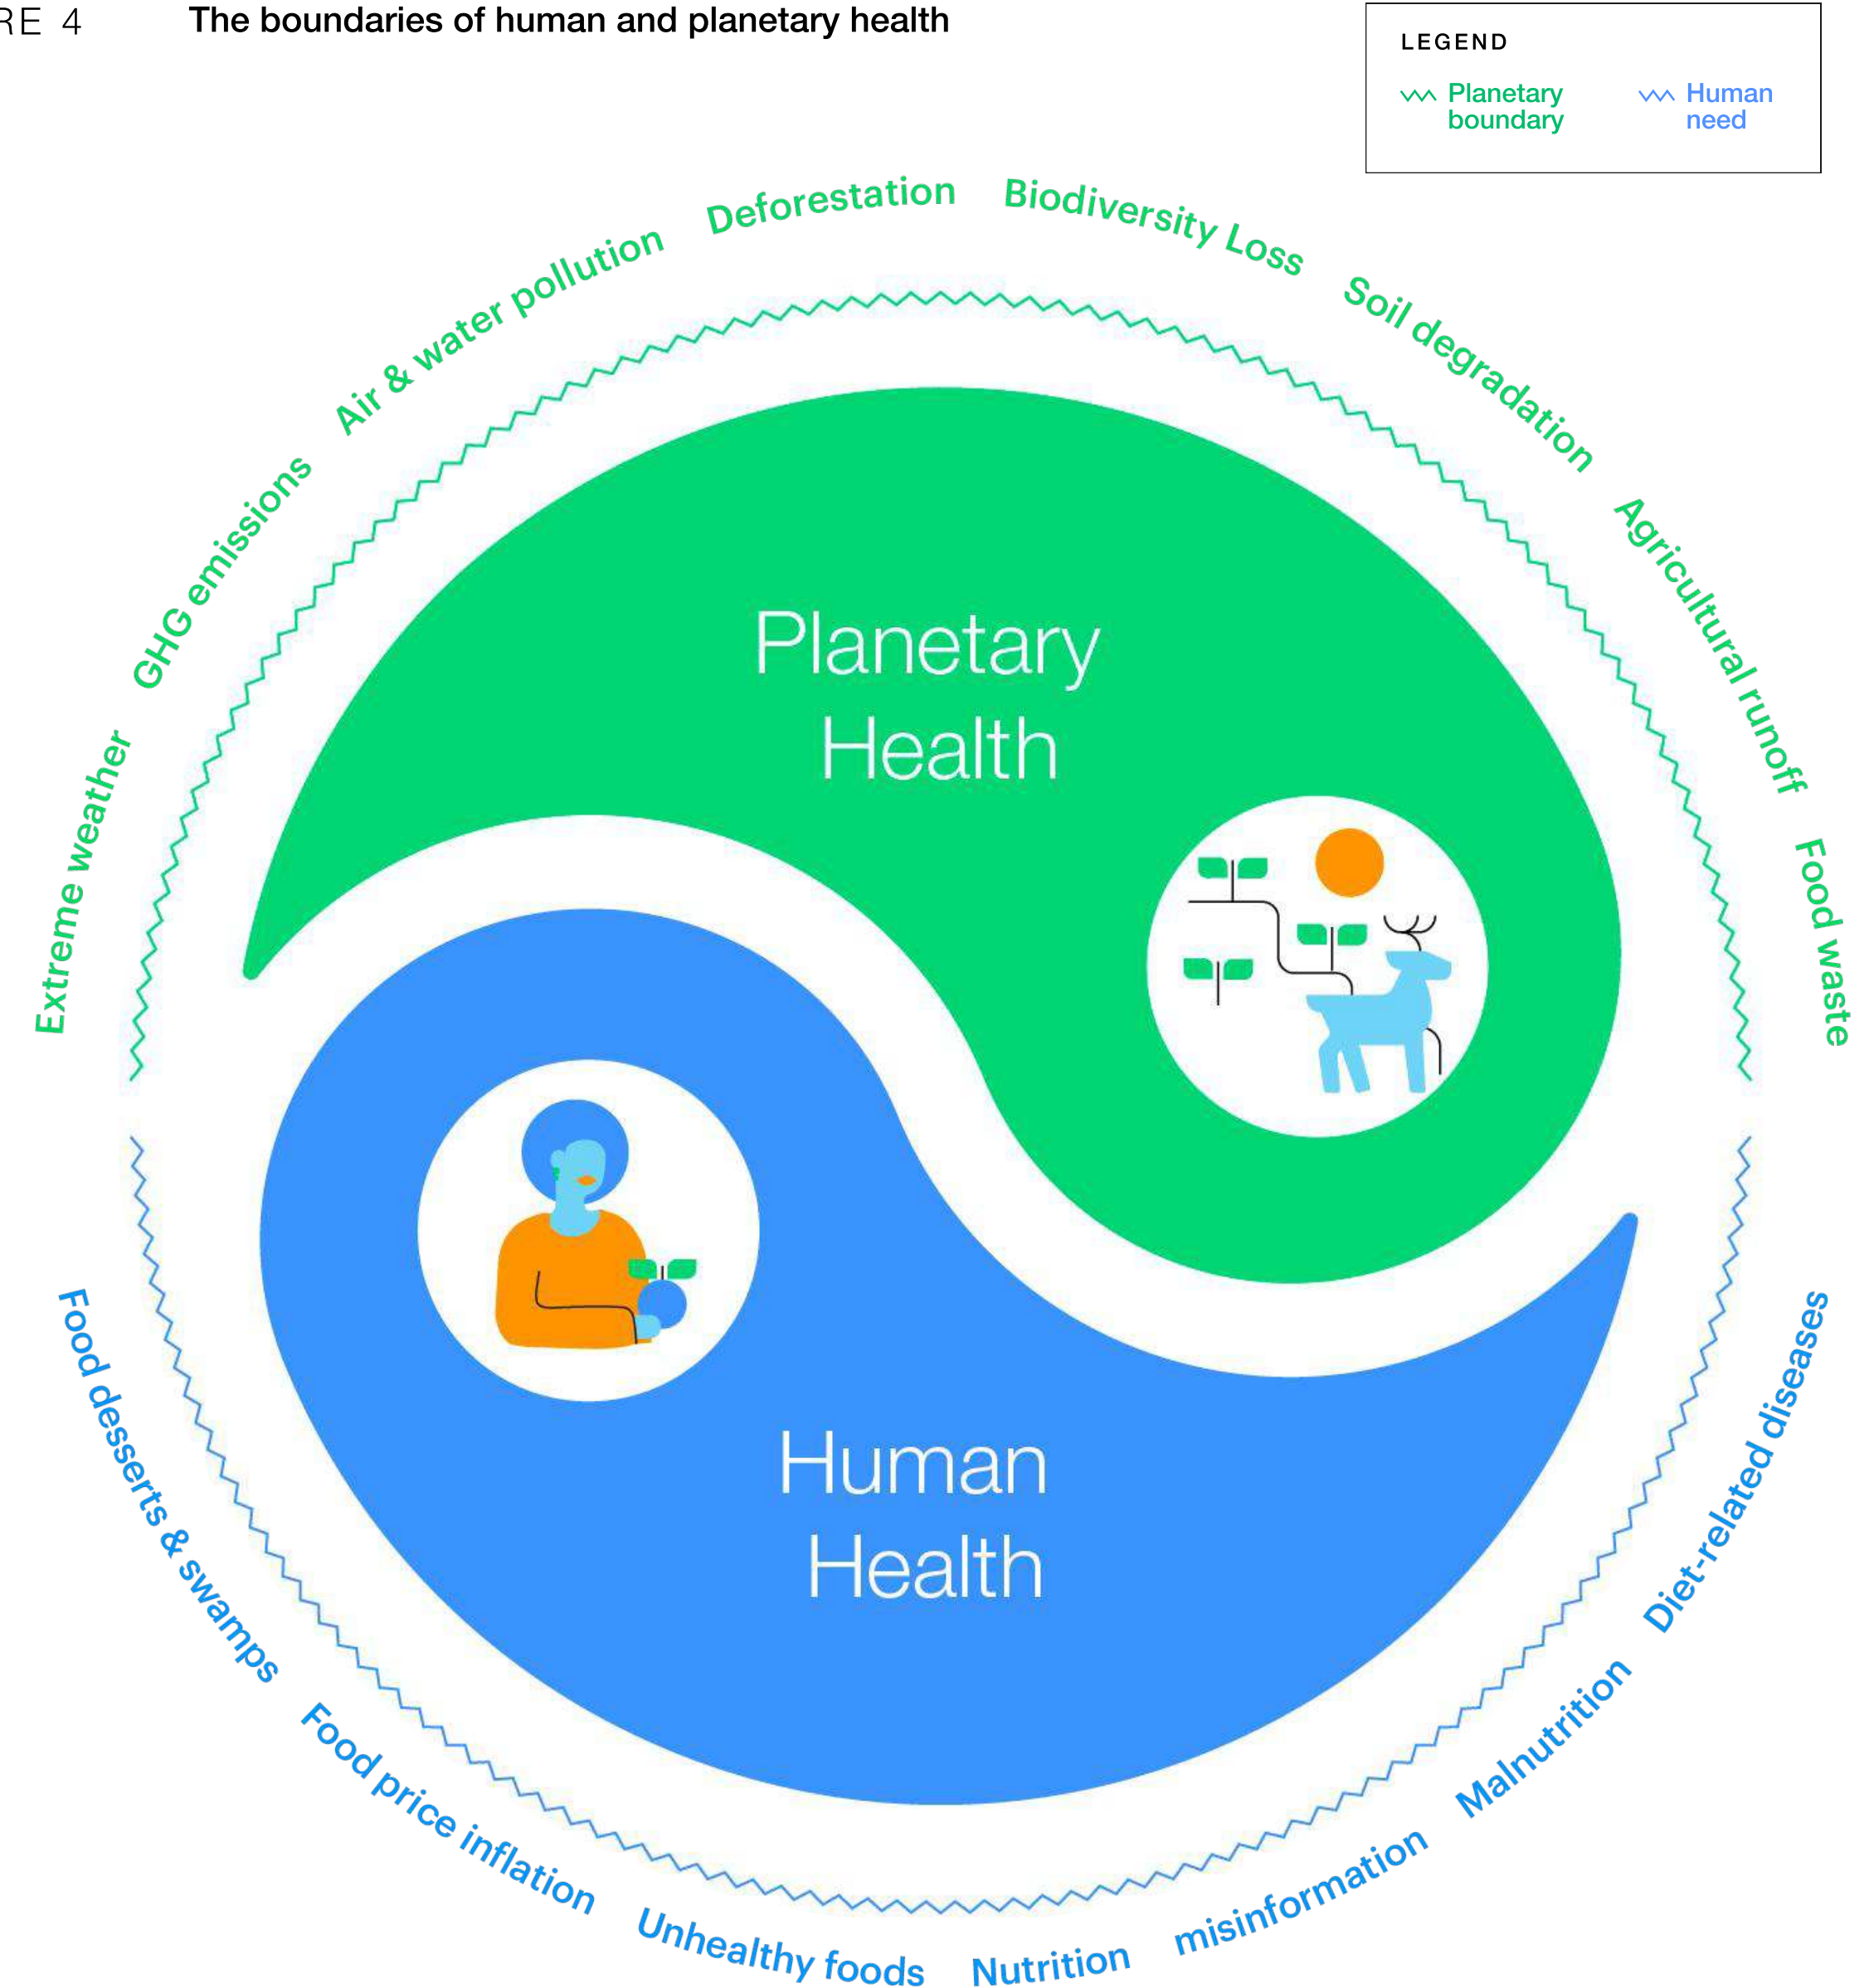 RE 4
The boundaries of human and planetary health
LEGEND
Planetary
boundary
Human
need
Extreme weather
GHG emissions
Air & water pollution
Deforestation
Biodiversity Loss
Soil degradation
Agricultural runoff
Food waste
Planetary
Health
Human
Health
Food desserts & swamps
Food price inflation
Unhealthy foods
Nutrition misinformation
Malnutrition
Diet-related diseases